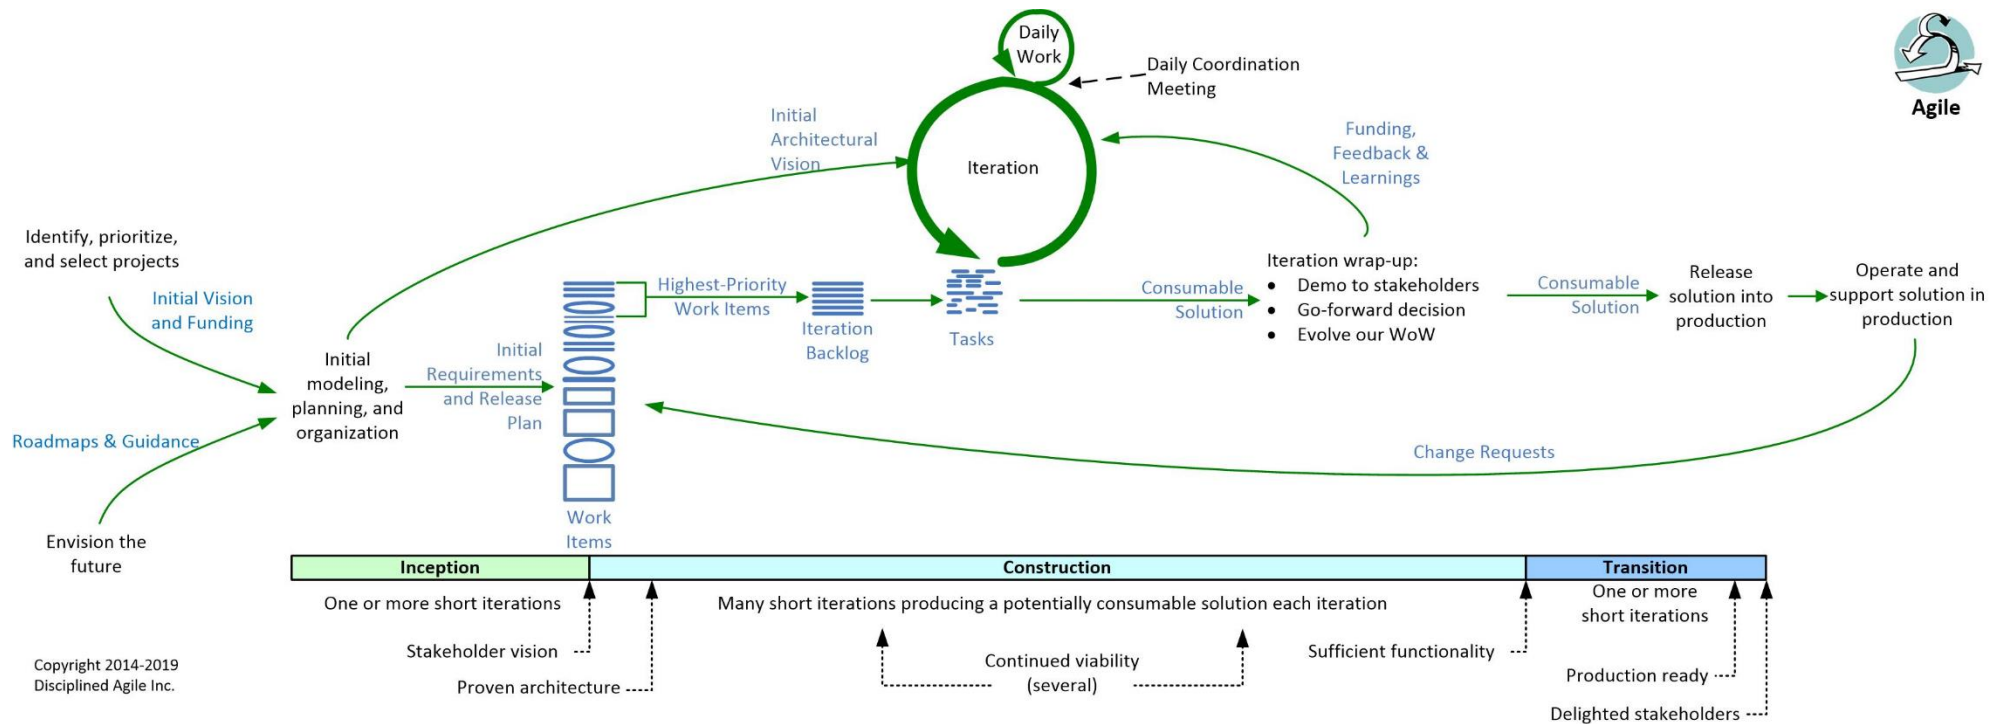 Daily
Work
Daily Coordination
Meeting
Agile
Initial
Architectural
Vision
Iteration
Funding,
Feedback &
Learnings
Identify, prioritize,
and select projects
Initial Vision
and Funding
Highest-Priority
Work Items
Iteration
Backlog
Tasks
Consumable
Solution
Iteration wrap-up:
• Demo to stakeholders
• Go-forward decision
• Evolve our WoW
Consumable
Solution
Release
solution into
production
Operate and
support solution in
production
Initial
modeling,
planning, and
organization
Initial
Requirements
and Release
Plan
Roadmaps & Guidance
Change Requests
Envision the
future
Work
Items
Inception
Construction
Transition
One or more short iterations
Many short iterations producing a potentially consumable solution each iteration
One or more
short iterations
Stakeholder vision
Proven architecture
Continued viability
(several)
Sufficient functionality
Production ready
Delighted stakeholders
Copyright 2014-2019
Disciplined Agile Inc.